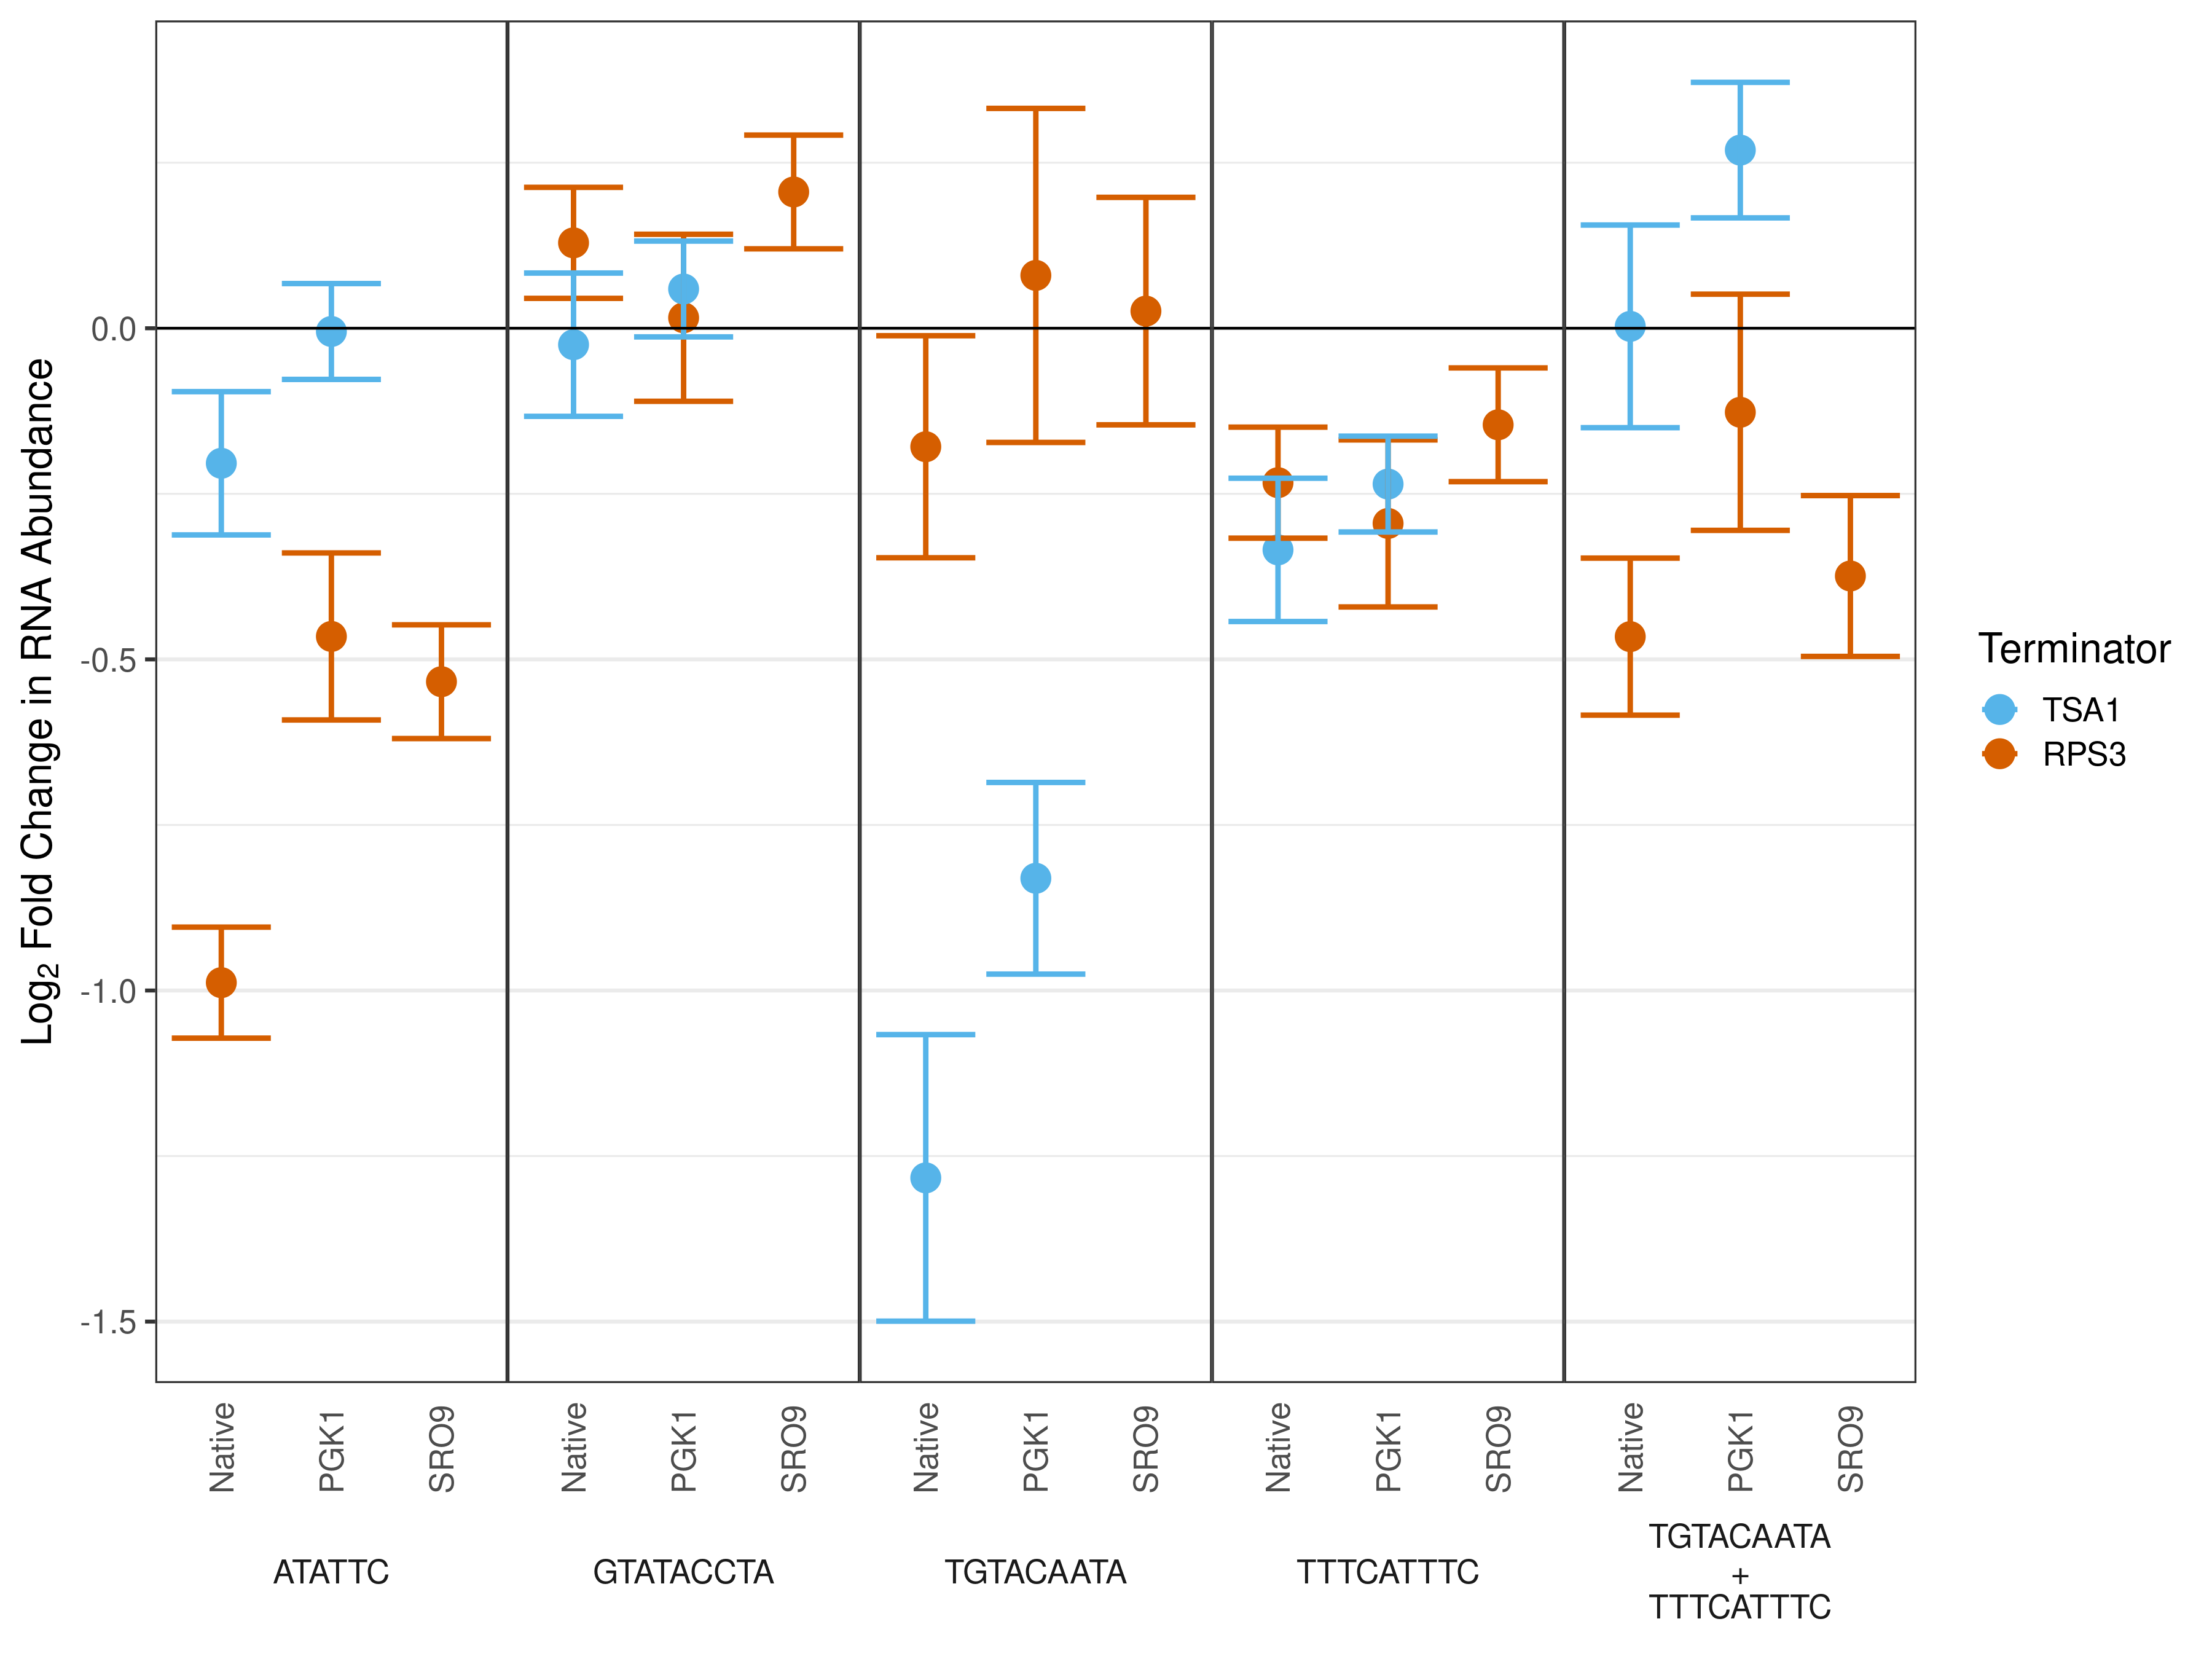 Log2 Fold Change in RNA Abundance
0.0
-0.5
-1.0
-1.5
Native
PGK1
SRO9
Native
PGK1
SRO9
Native
PGK1
SRO9
Native
PGK1
SRO9
Native
PGK1
SRO9
ATATTC
GTATACCTA
TGTACAATA
TTTCATTTC
TGTACAATA
+
TTTCATTTC
Terminator
TSA1
RPS3